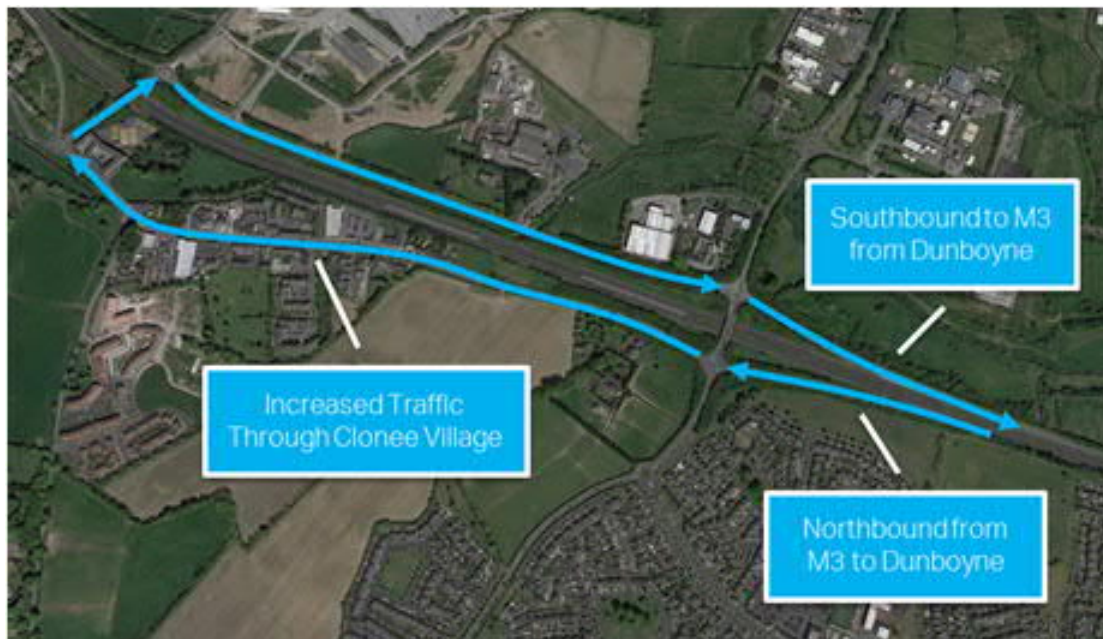 Southbound to M3
from Dunboyne
Increased Traffic
Through Clonee Village
Northbound from
M3 to Dunboyne